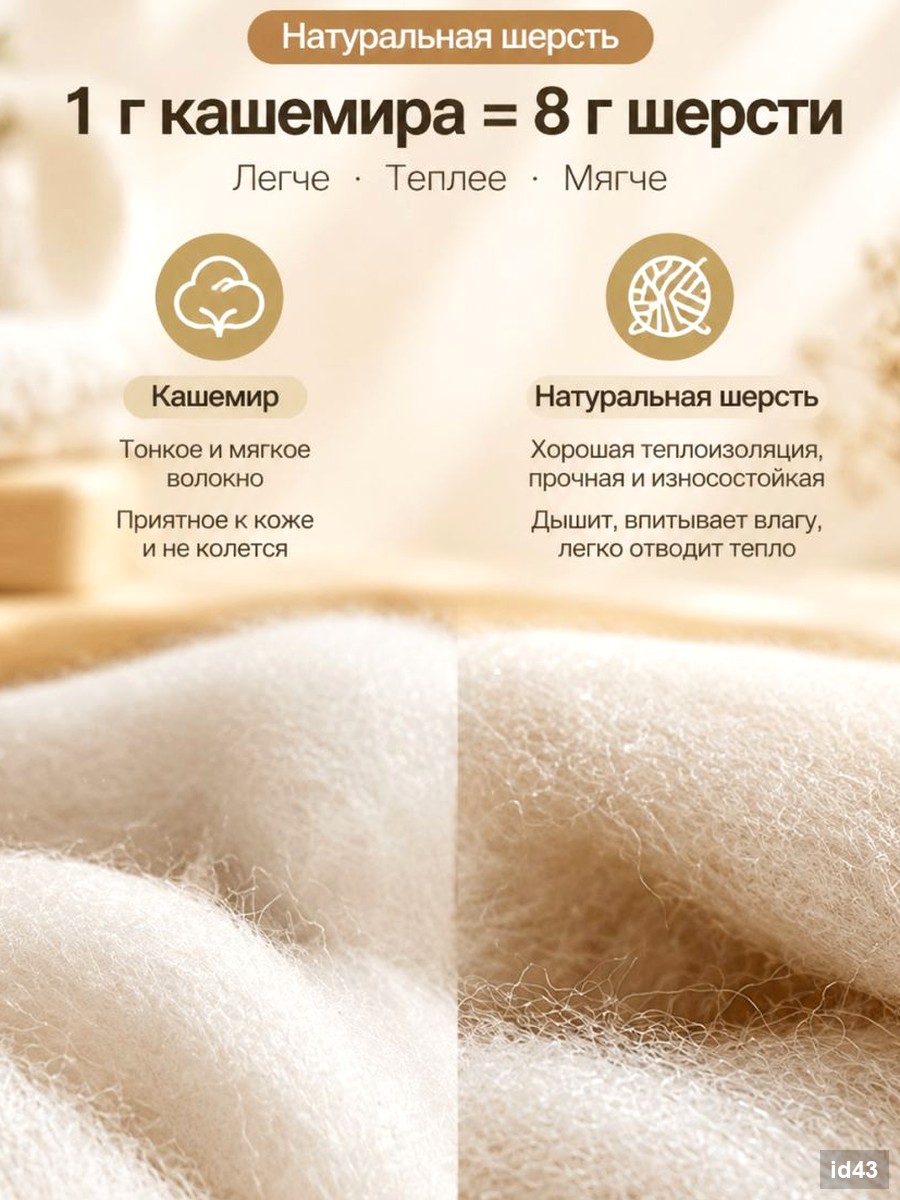 Натуральная шерсть
1 г кашемира = 8 г шерсти
Легче · Теплее · Мягче
Кашемир
Тонкое и мягкое
волокно
Приятное к коже
и не колется
Натуральная шерсть
Хорошая теплоизоляция,
прочная и износостойкая
Дышит, впитывает влагу,
легко отводит тепло
id43